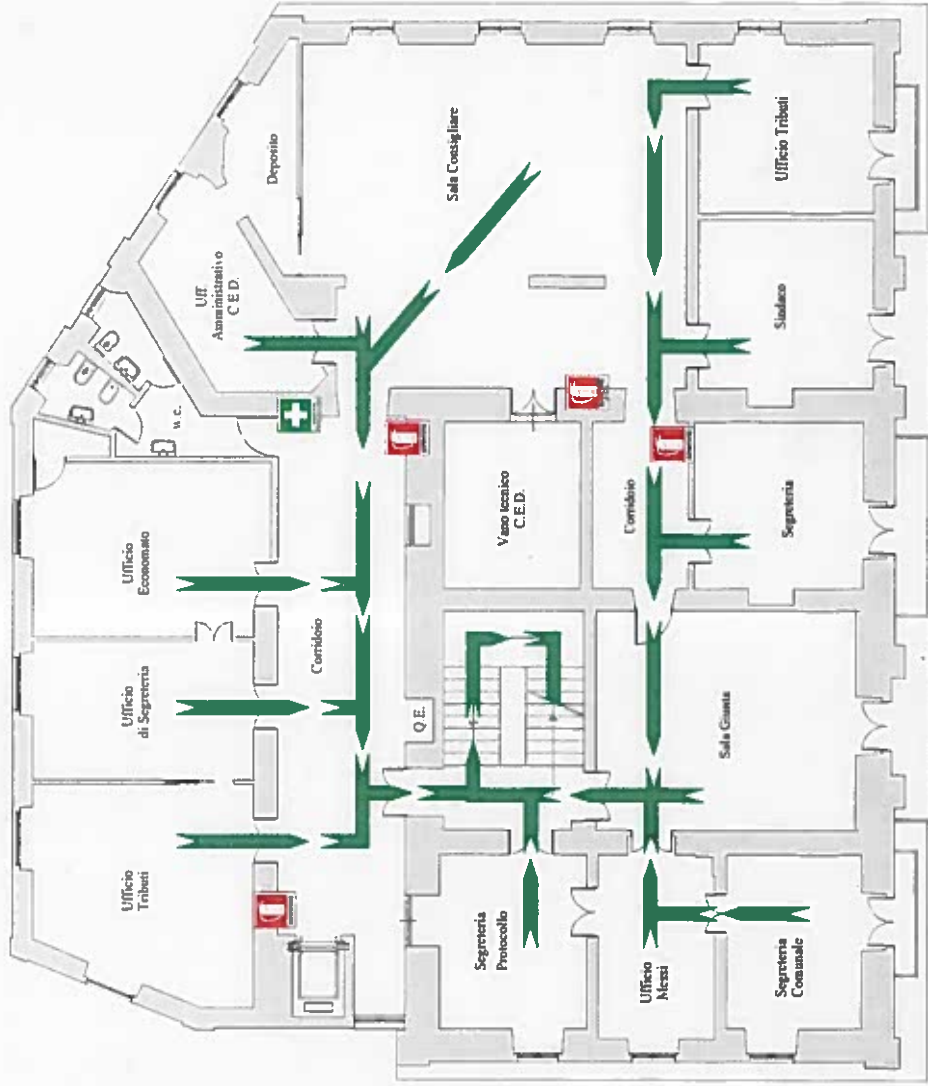 Ufficio
Tributi
Ufficio
di Segreteria
Ufficio
Economato
w.c.
Uff
Amministrativo
C.E.D.
Deposito
Corridoio
Q.E.
Vano tecnico
C.E.D.
Sala Consigliare
Corridoio
Segreteria
Protocollo
Ufficio
Messi
Segreteria
Comunale
Sala Giunta
Segreteria
Sindaco
Ufficio Tributi